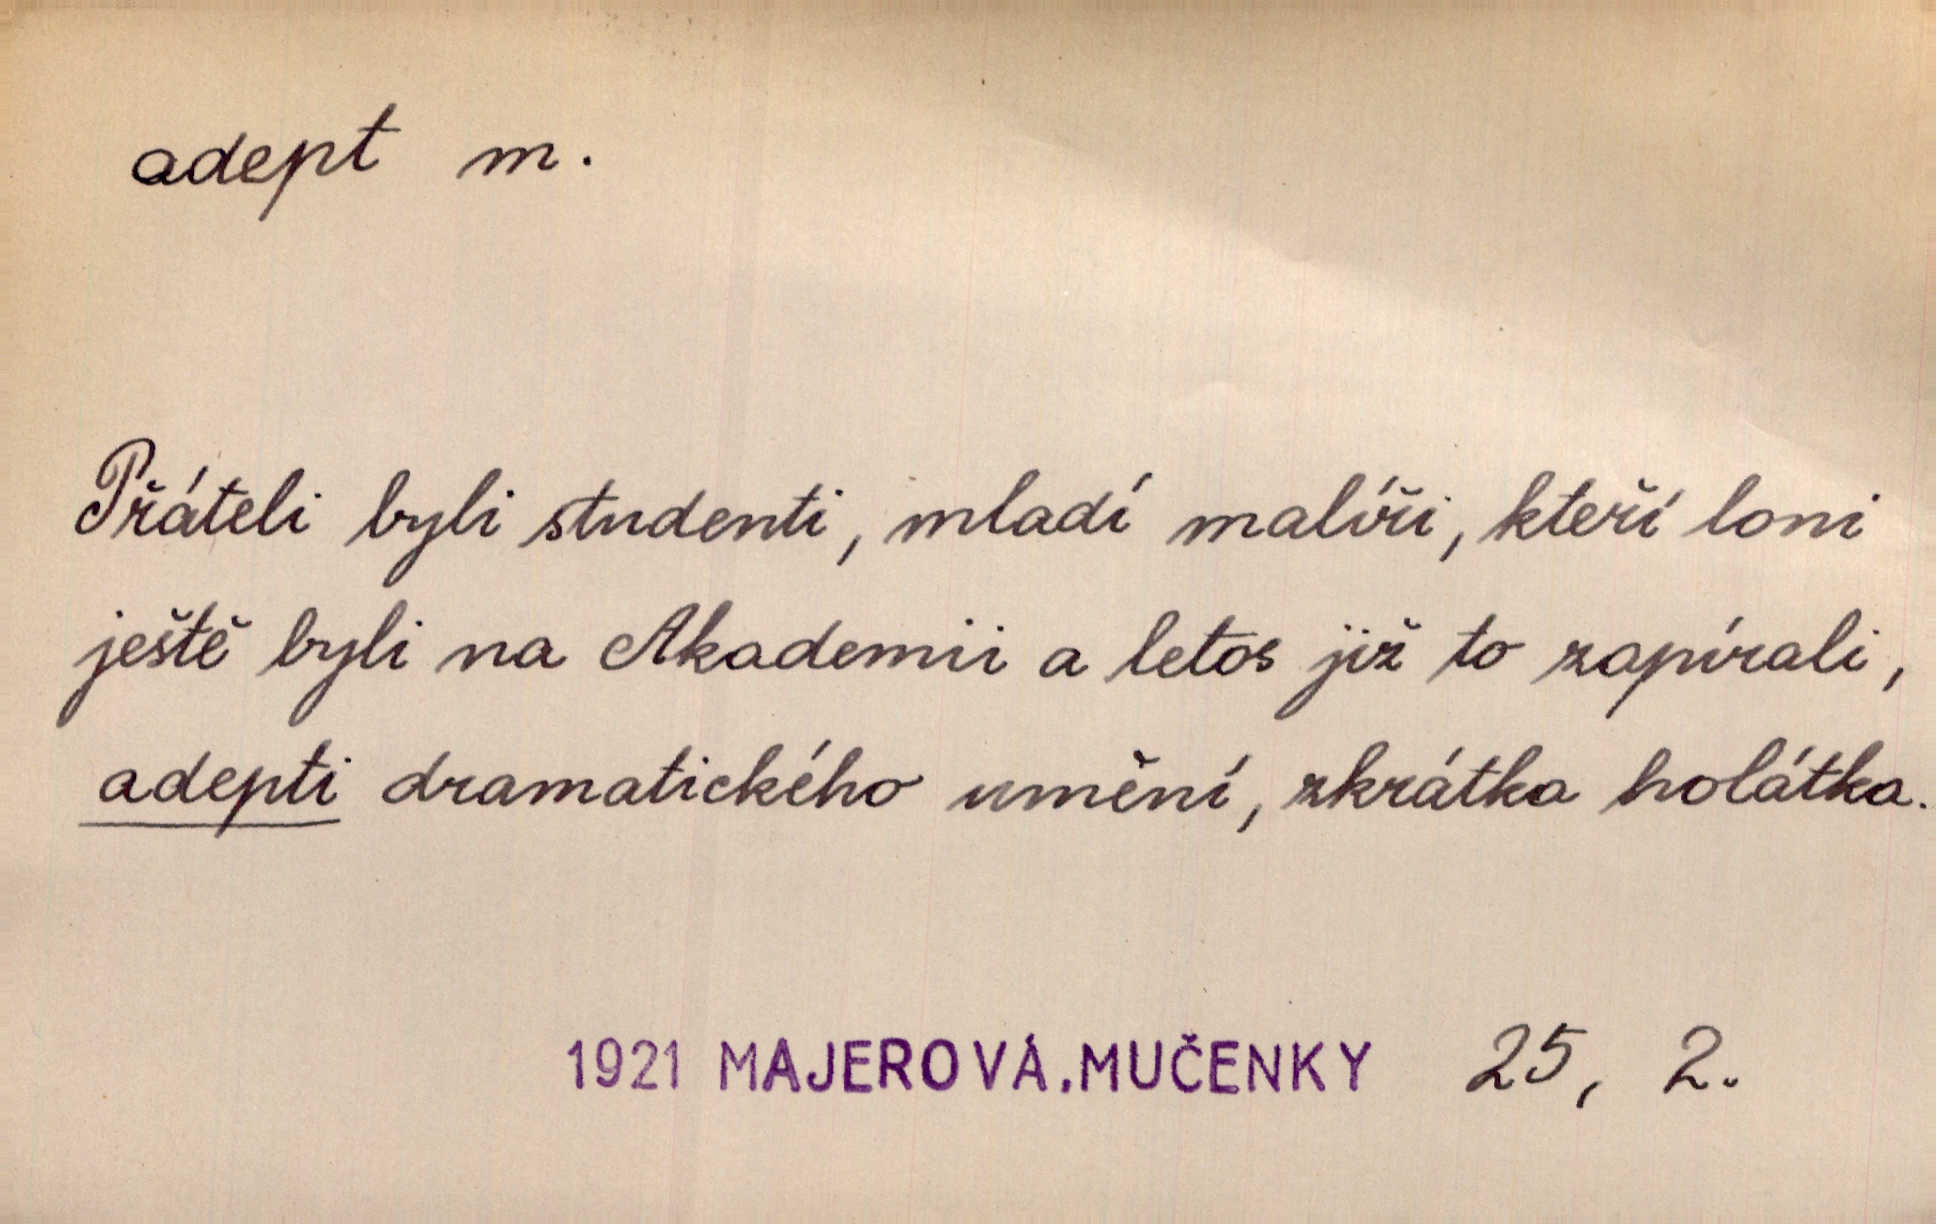 adept m.
Přáteli byli studenti, mladí malíři, kteří loni
ještě byli na Akademii a letos již to zapírali,
adepti dramatického umění, zkrátka holátka.
1921 MAJEROVÁ.MUČENKY 25, 2.